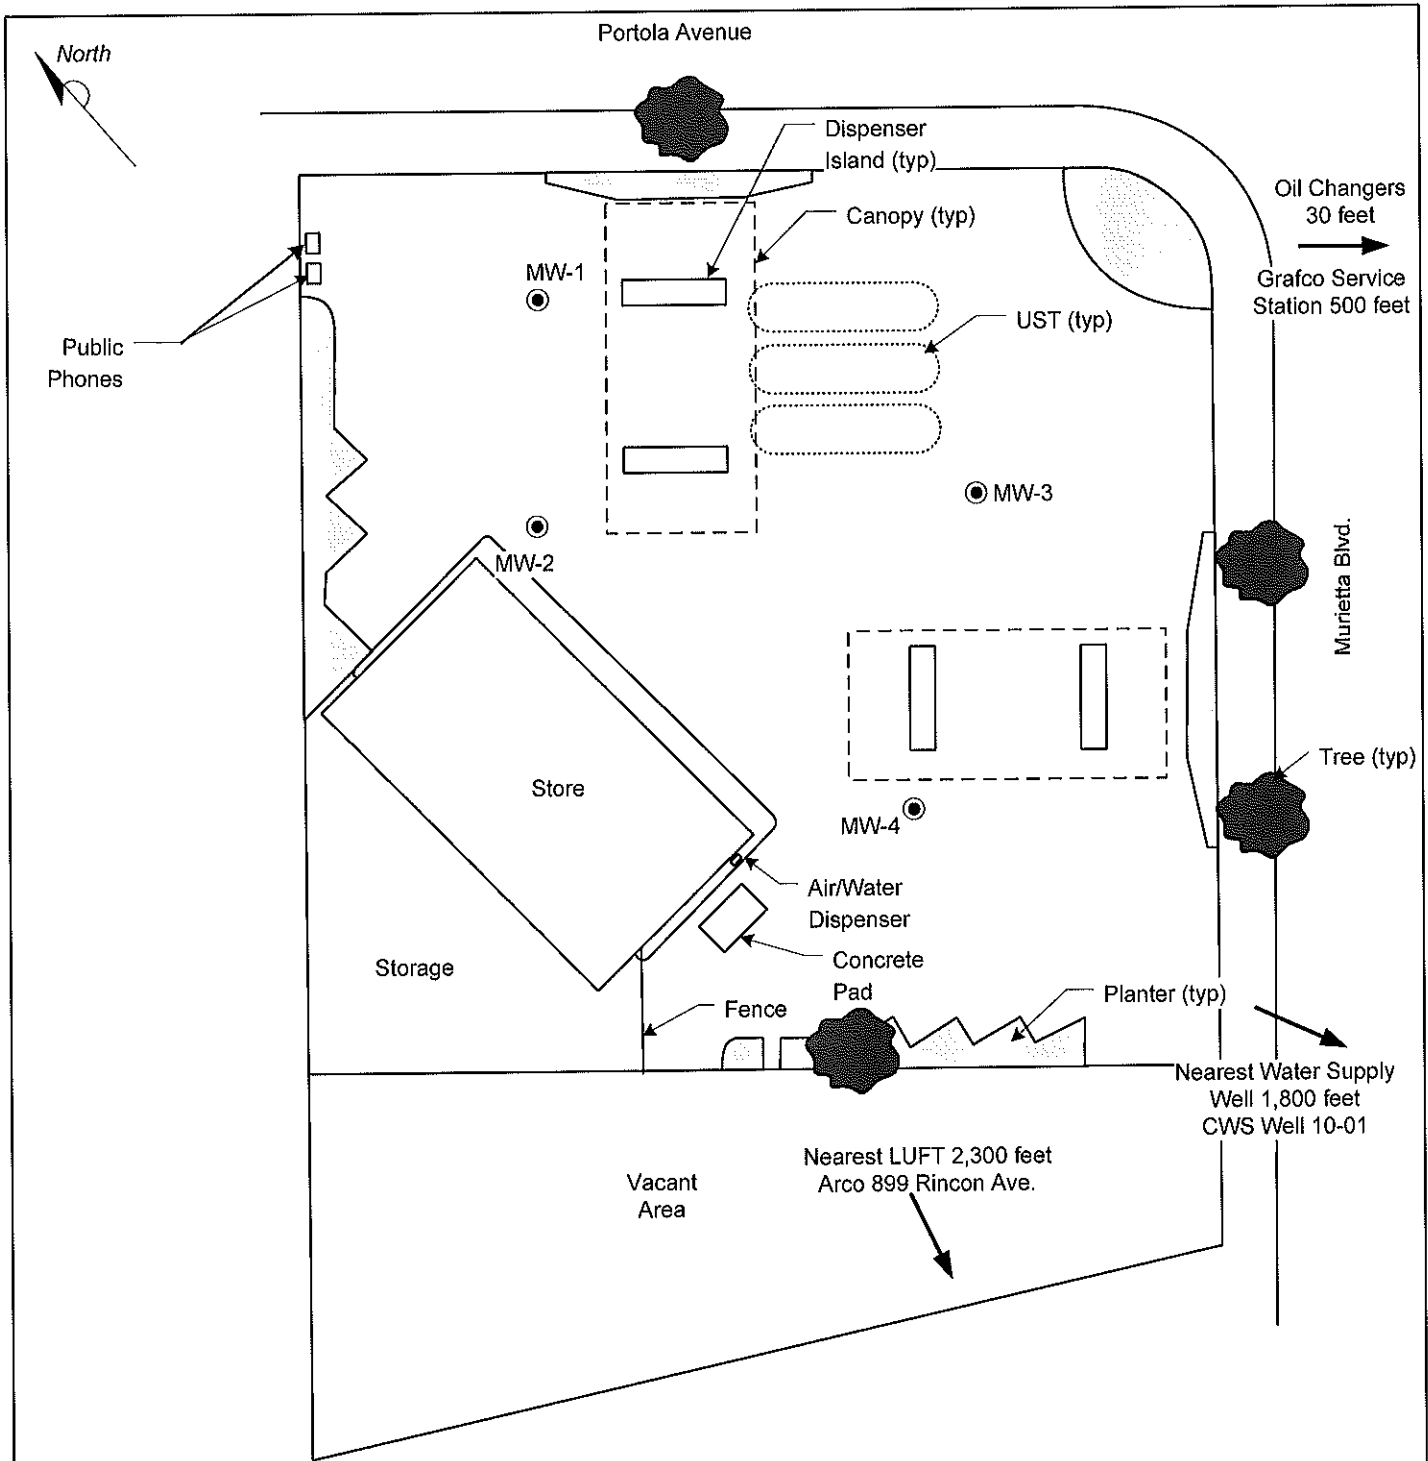 Portola Avenue
North
Dispenser
Island (typ)
Oil Changers
30 feet
Canopy (typ)
Grafco Service
Station 500 feet
MW-1
UST (typ)
Public
Phones
MW-3
MW-2
Murietta Blvd.
Tree (typ)
Store
MW-4
Air/Water
Dispenser
Storage
Concrete
Pad
Planter (typ)
Fence
Nearest Water Supply
Well 1,800 feet
CWS Well 10-01
Nearest LUFT 2,300 feet
Arco 899 Rincon Ave.
Vacant
Area